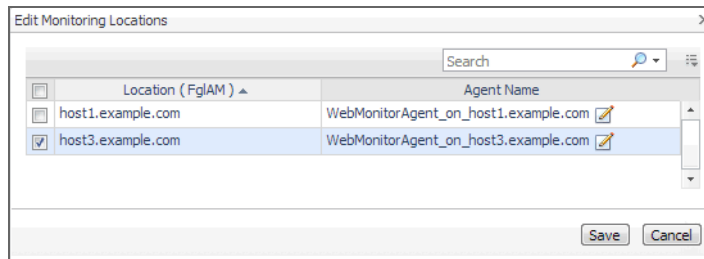 Edit Monitoring Locations
Search
Location ( FglAM ) Agent Name
host1.example.com WebMonitorAgent_on_host1.example.com
host3.example.com WebMonitorAgent_on_host3.example.com
Save Cancel